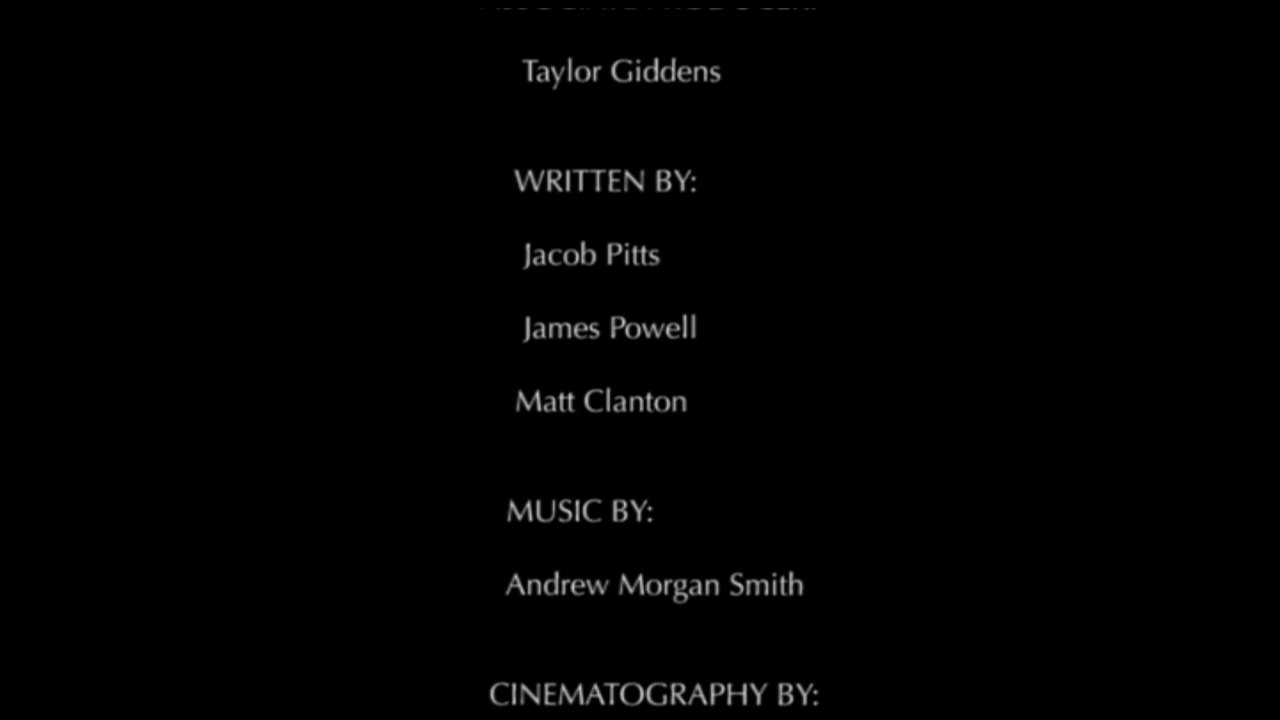 Taylor Giddens
WRITTEN BY:
Jacob Pitts
James Powell
Matt Clanton
MUSIC BY:
Andrew Morgan Smith
CINEMATOGRAPHY BY: